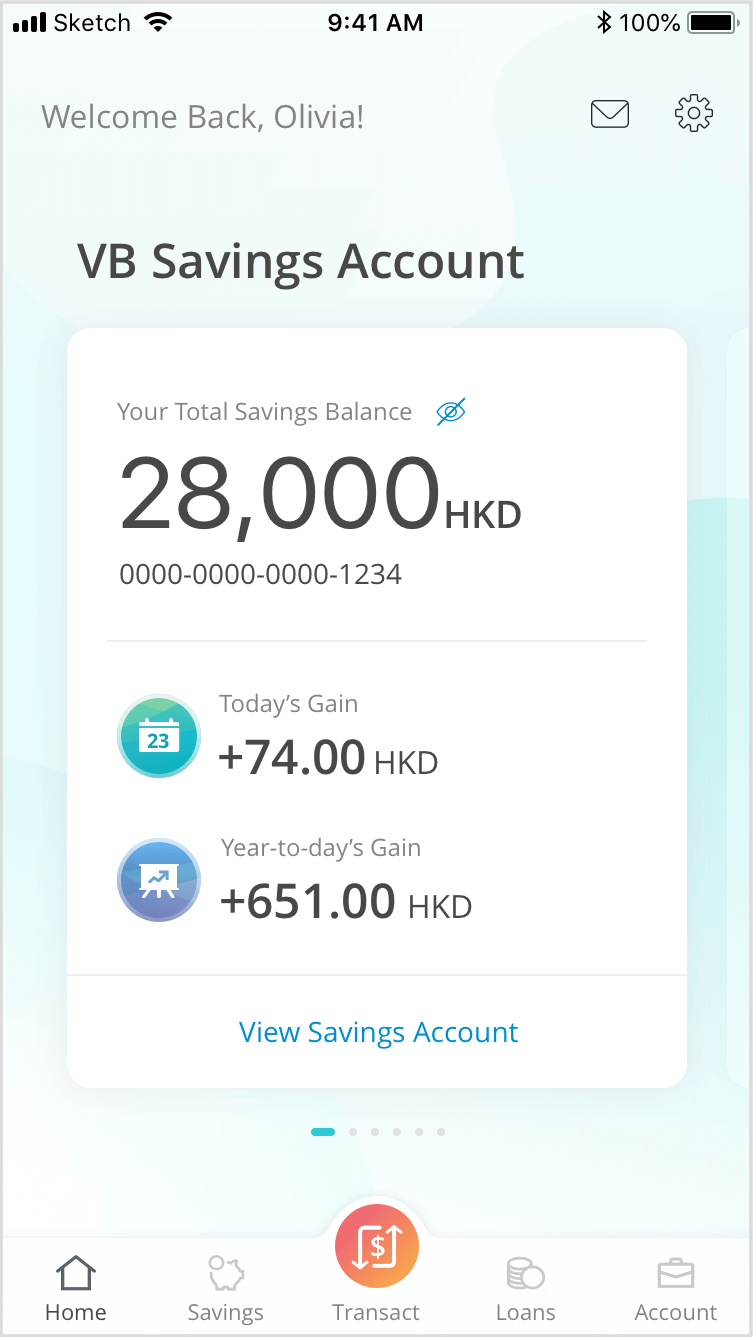 Sketch 9:41 AM 100%
Welcome Back, Olivia!
VB Savings Account
Your Total Savings Balance
28,000 HKD
0000-0000-0000-1234
Today’s Gain
23
+74.00 HKD
Year-to-day’s Gain
+651.00 HKD
View Savings Account
$
Home Savings Transact Loans Account